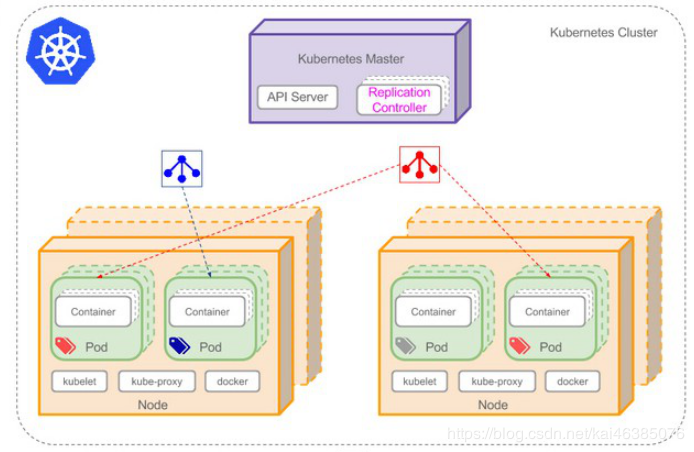 Kubernetes Cluster
Kubernetes Master
API Server
Replication
Controller
Container
Pod
Container
Pod
kubelet
kube-proxy
docker
Node
Container
Pod
Container
Pod
kubelet
kube-proxy
docker
Node
https://blog.csdn.net/kai46385076